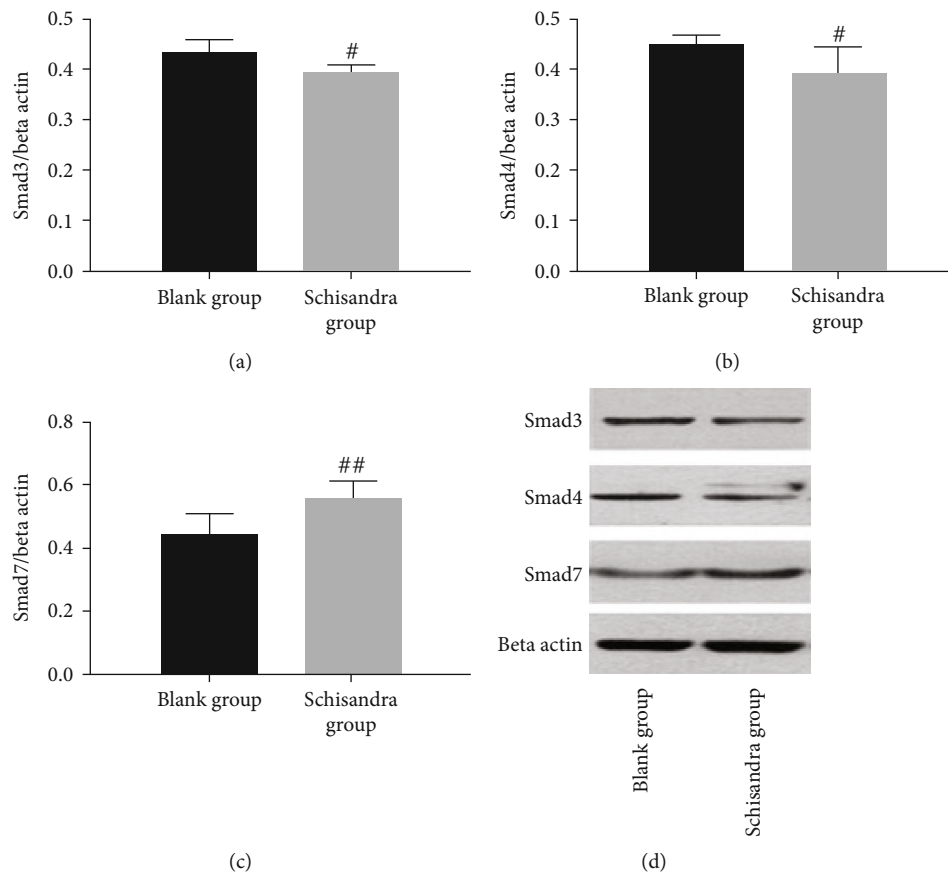 0.5
0.4
0.3
0.2
0.1
0.0
Smad3/beta actin
#
Blank group
Schisandra
group
(a)
0.5
0.4
0.3
0.2
0.1
0.0
Smad4/beta actin
#
Blank group
Schisandra
group
(b)
0.8
0.6
0.4
0.2
0.0
Smad7/beta actin
##
Blank group
Schisandra
group
(c)
Smad3
Smad4
Smad7
Beta actin
Blank group
Schisandra group
(d)